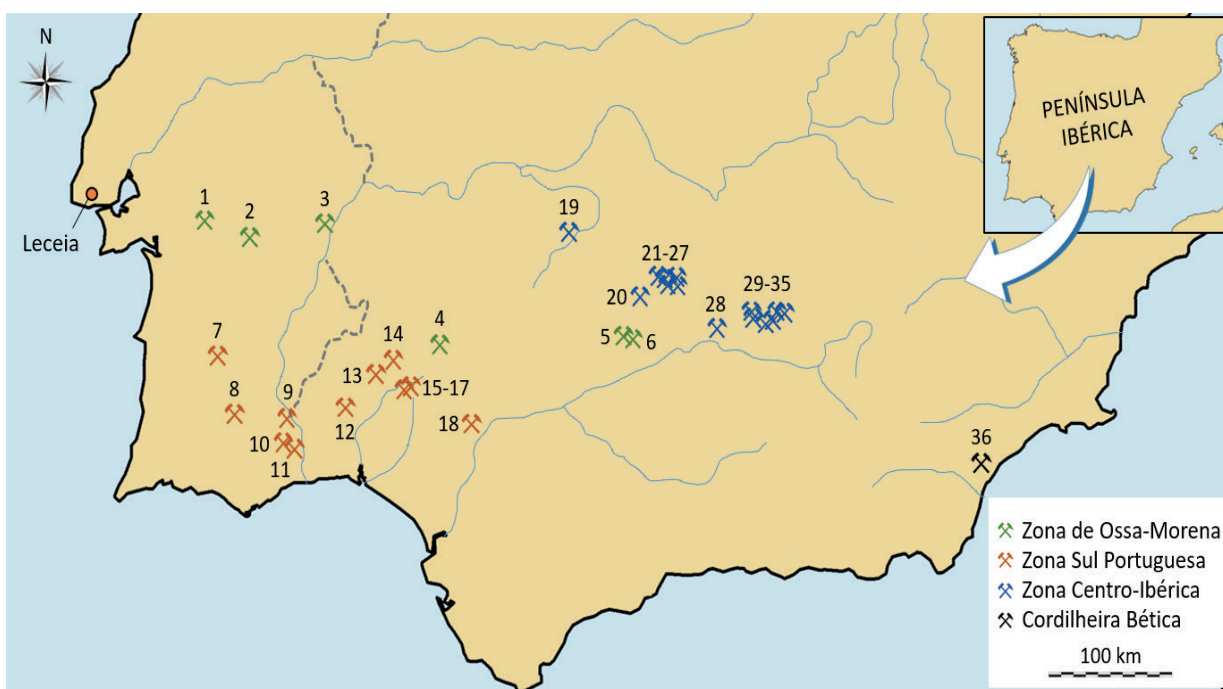 N
PENÍNSULA
IBÉRICA
Leceia
1
2
3
19
21-27
20
29-35
28
4
5
6
14
7
13
15-17
8
9
12
18
10
11
36
Zona de Ossa-Morena
Zona Sul Portuguesa
Zona Centro-Ibérica
Cordilheira Bética
100 km